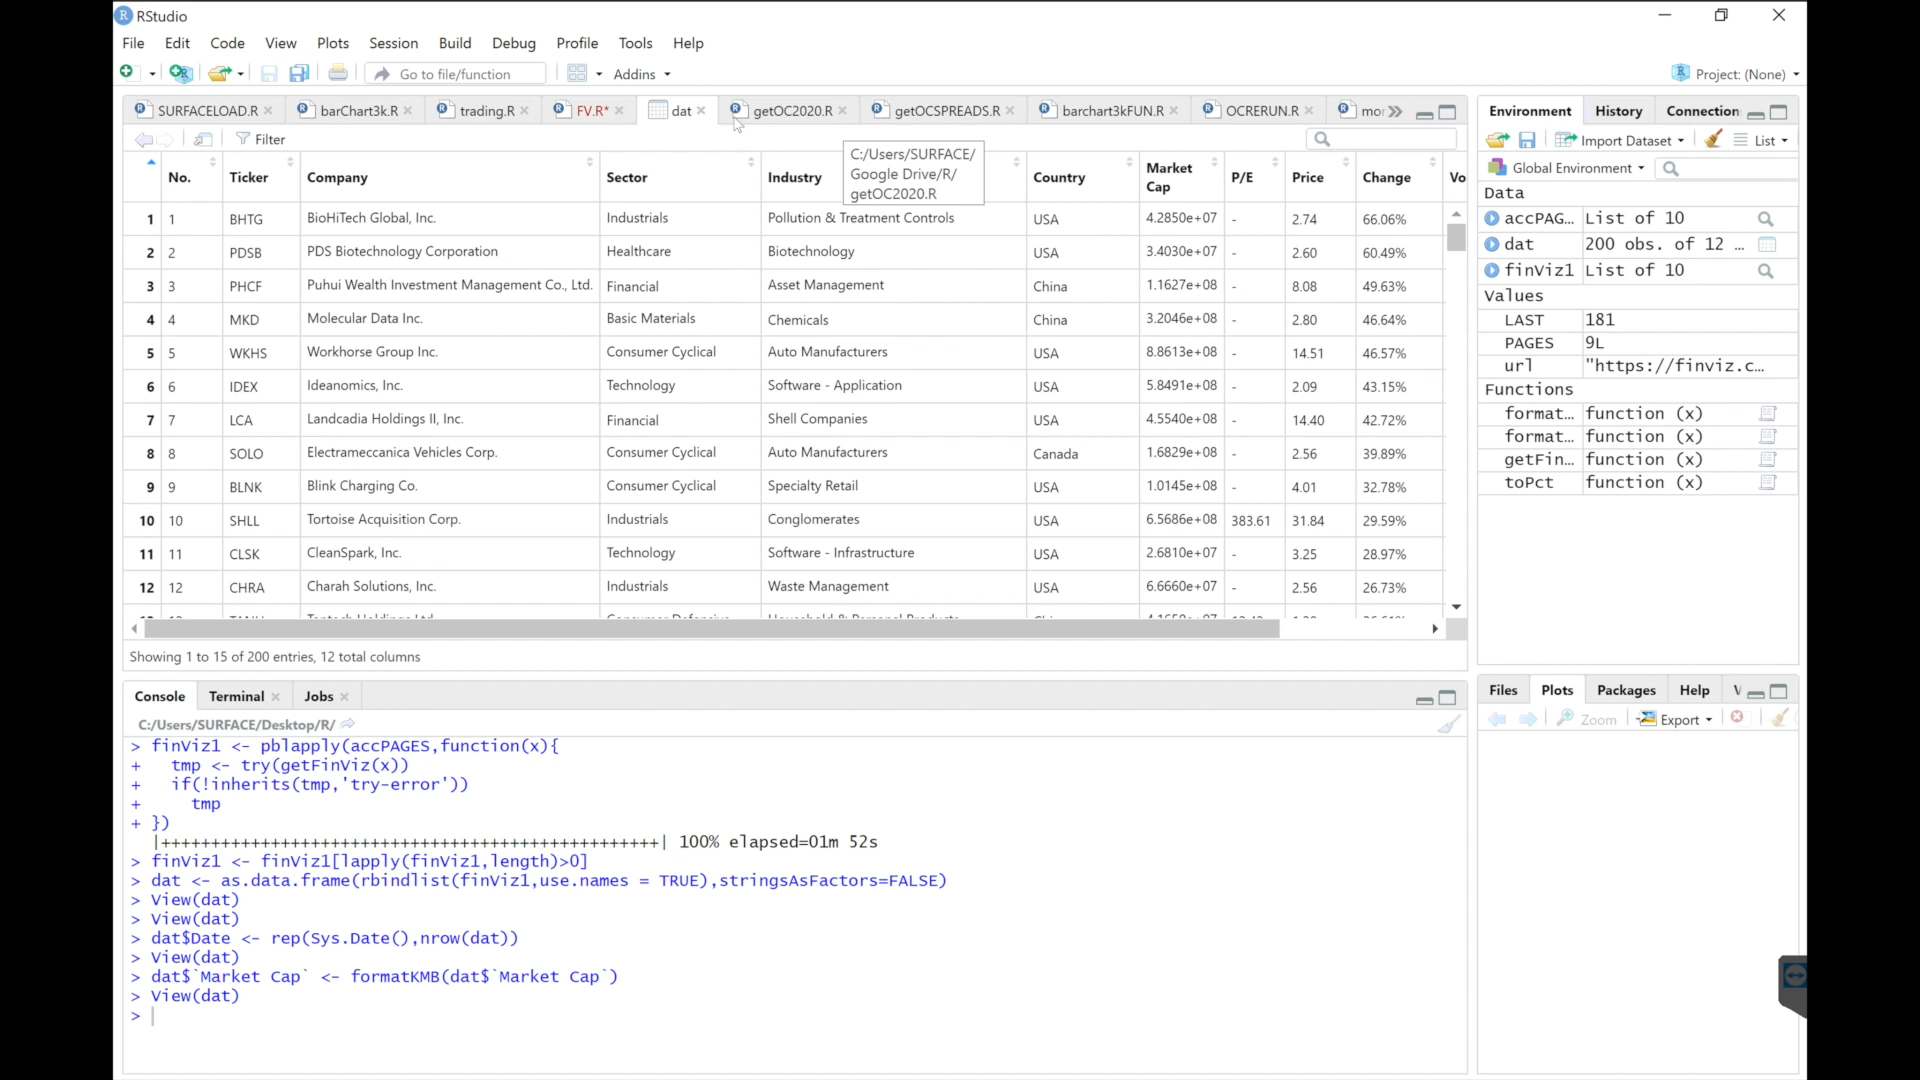 RStudio
File Edit Code View Plots Session Build Debug Profile Tools Help
Go to file/function Addins Project: (None)
SURFACELOAD.R barChart3k.R trading.R FV.R* dat getOC2020.R getOCSPREADS.R barchart3kFUN.R OCRERUN.R mor
Filter
C:/Users/SURFACE/
Google Drive/R/
getOC2020.R
No. Ticker Company Sector Industry Country Market Cap P/E Price Change Vo
1 1 BHTG BioHiTech Global, Inc. Industrials Pollution & Treatment Controls USA 4.2850e+07 - 2.74 66.06%
2 2 PDSB PDS Biotechnology Corporation Healthcare Biotechnology USA 3.4030e+07 - 2.60 60.49%
3 3 PHCF Puhui Wealth Investment Management Co., Ltd. Financial Asset Management China 1.1627e+08 - 8.08 49.63%
4 4 MKD Molecular Data Inc. Basic Materials Chemicals China 3.2046e+08 - 2.80 46.64%
5 5 WKHS Workhorse Group Inc. Consumer Cyclical Auto Manufacturers USA 8.8613e+08 - 14.51 46.57%
6 6 IDEX Ideanomics, Inc. Technology Software - Application USA 5.8491e+08 - 2.09 43.15%
7 7 LCA Landcadia Holdings II, Inc. Financial Shell Companies USA 4.5540e+08 - 14.40 42.72%
8 8 SOLO Electrameccanica Vehicles Corp. Consumer Cyclical Auto Manufacturers Canada 1.6829e+08 - 2.56 39.89%
9 9 BLNK Blink Charging Co. Consumer Cyclical Specialty Retail USA 1.0145e+08 - 4.01 32.78%
10 10 SHLL Tortoise Acquisition Corp. Industrials Conglomerates USA 6.5686e+08 383.61 31.84 29.59%
11 11 CLSK CleanSpark, Inc. Technology Software - Infrastructure USA 2.6810e+07 - 3.25 28.97%
12 12 CHRA Charah Solutions, Inc. Industrials Waste Management USA 6.6660e+07 - 2.56 26.73%
Showing 1 to 15 of 200 entries, 12 total columns
Console Terminal Jobs
C:/Users/SURFACE/Desktop/R/
> finViz1 <- pblapply(accPAGES,function(x){
+   tmp <- try(getFinViz(x))
+   if(!inherits(tmp,'try-error'))
+     tmp
+ })
|++++++++++++++++++++++++++++++++++++++++++++++++++| 100% elapsed=01m 52s
> finViz1 <- finViz1[lapply(finViz1,length)>0]
> dat <- as.data.frame(rbindlist(finViz1,use.names = TRUE),stringsAsFactors=FALSE)
> View(dat)
> View(dat)
> dat$Date <- rep(Sys.Date(),nrow(dat))
> View(dat)
> dat$`Market Cap` <- formatKMB(dat$`Market Cap`)
> View(dat)
>
Environment History Connection
Import Dataset List
Global Environment
Data
accPAG... List of 10
dat 200 obs. of 12 ...
finViz1 List of 10
Values
LAST 181
PAGES 9L
url "https://finviz.c...
Functions
format... function (x)
format... function (x)
getFin... function (x)
toPct function (x)
Files Plots Packages Help V
Zoom Export